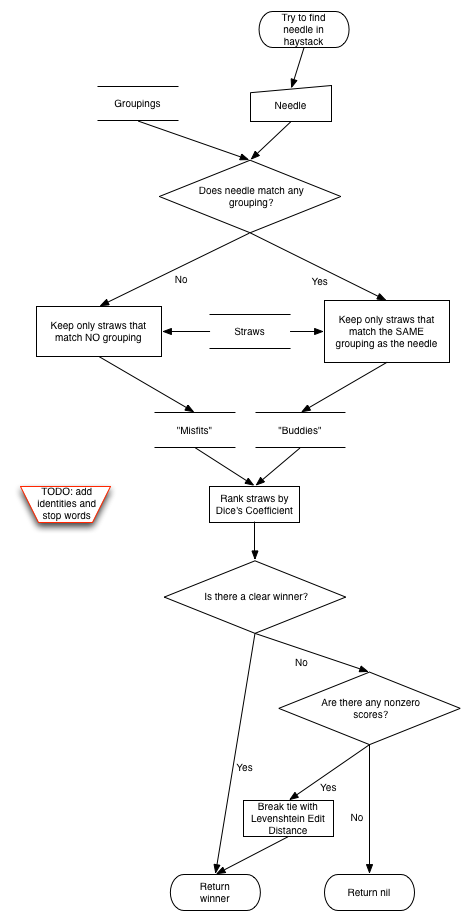 Try to find
needle in
haystack
Groupings
Needle
Does needle match any
grouping?
No
Yes
Keep only straws that
match NO grouping
Straws
Keep only straws that
match the SAME
grouping as the needle
"Misfits"
"Buddies"
TODO: add
identities and
stop words
Rank straws by
Dice's Coefficient
Is there a clear winner?
No
Are there any nonzero
scores?
Yes
Yes
Break tie with
Levenshtein Edit
Distance
No
Return
winner
Return nil